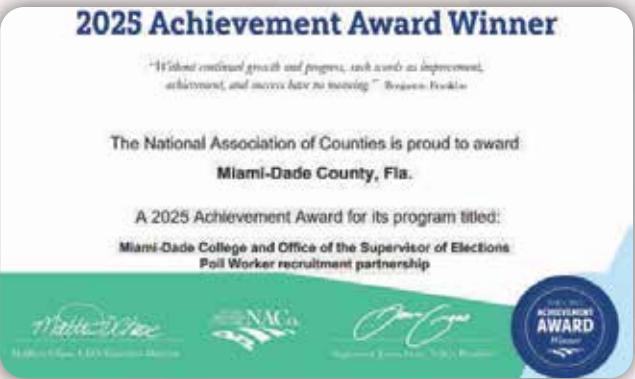 2025 Achievement Award Winner
"Without continued growth and progress, such words as improvement,
achievement, and success have no meaning." Benjamin Franklin
The National Association of Counties is proud to award
Miami-Dade County, Fla.
A 2025 Achievement Award for its program titled:
Miami-Dade College and Office of the Supervisor of Elections
Poll Worker recruitment partnership
NACo
ACHIEVEMENT
AWARD
Winner